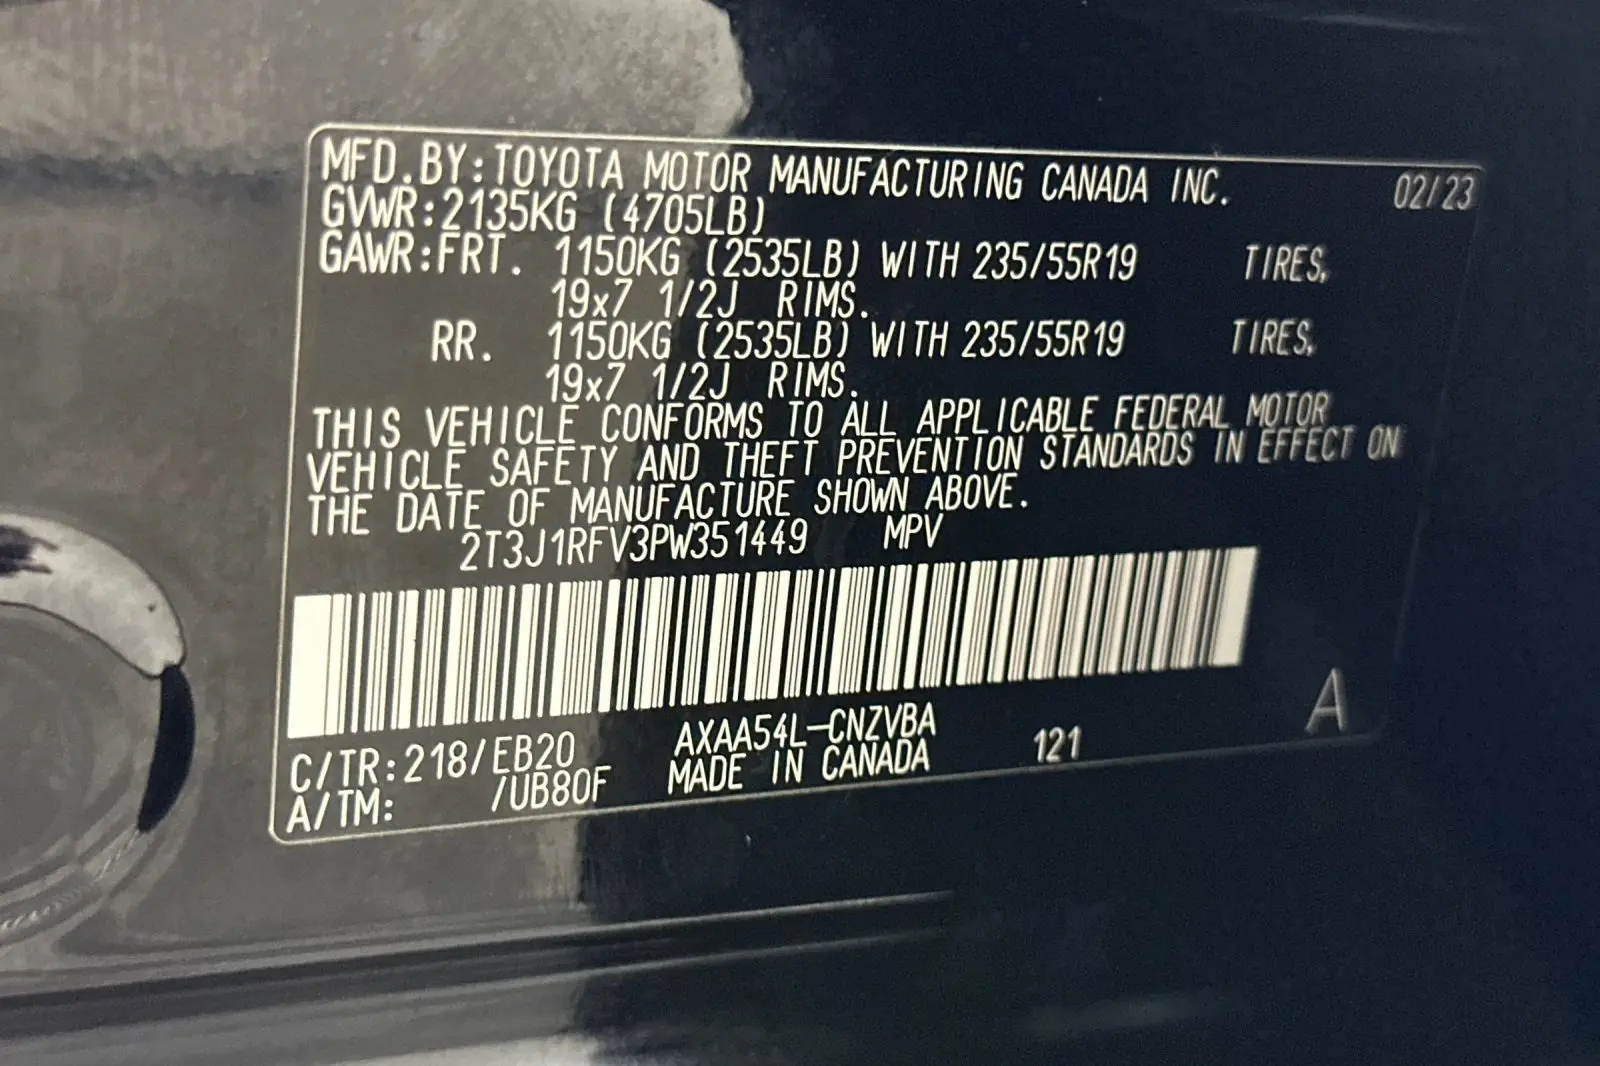 MFD.BY:TOYOTA MOTOR MANUFACTURING CANADA INC. 02/23
GVWR:2135KG (4705LB)
GAWR:FRT. 1150KG (2535LB) WITH 235/55R19 TIRES,
19x7 1/2J RIMS.
RR. 1150KG (2535LB) WITH 235/55R19 TIRES,
19x7 1/2J RIMS.
THIS VEHICLE CONFORMS TO ALL APPLICABLE FEDERAL MOTOR
VEHICLE SAFETY AND THEFT PREVENTION STANDARDS IN EFFECT ON
THE DATE OF MANUFACTURE SHOWN ABOVE.
2T3J1RFV3PW351449 MPV
C/TR:218/EB20 AXAA54L-CNZVBA 121 A
A/TM: /UB80F MADE IN CANADA